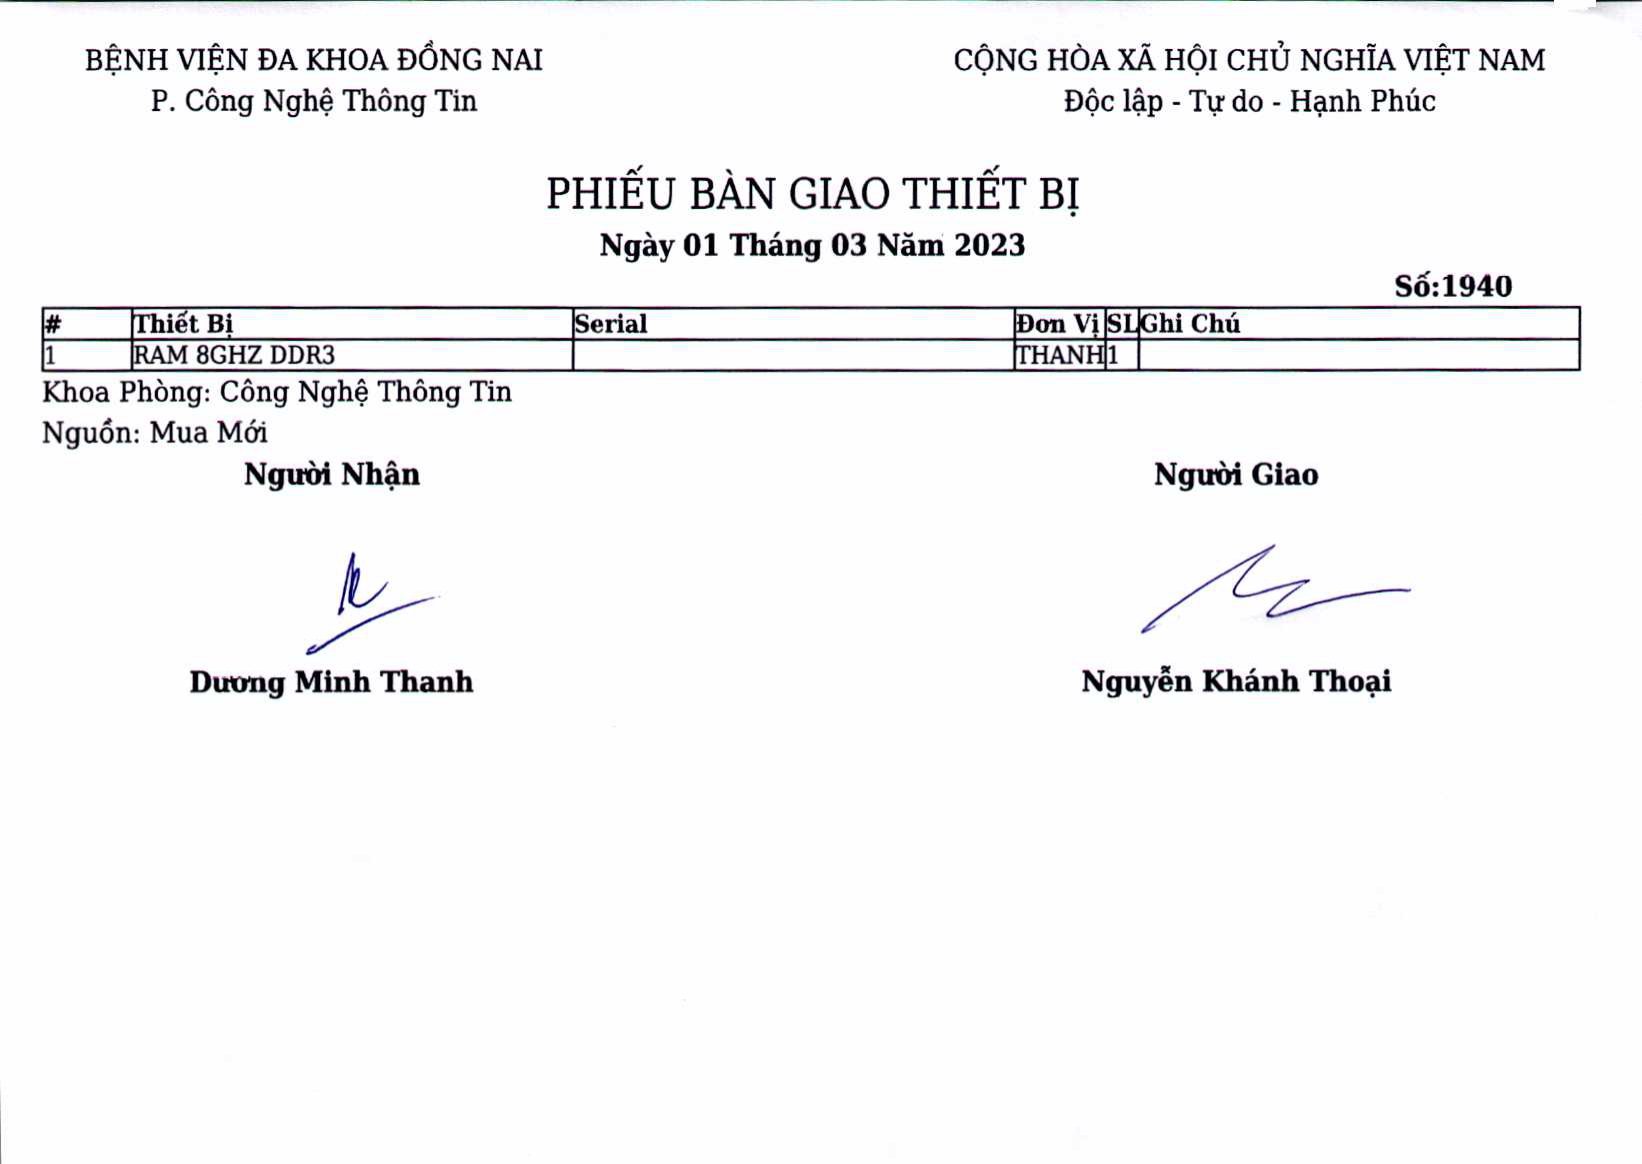 BỆNH VIỆN ĐA KHOA ĐỒNG NAI
P. Công Nghệ Thông Tin
CỘNG HÒA XÃ HỘI CHỦ NGHĨA VIỆT NAM
Độc lập - Tự do - Hạnh Phúc
PHIẾU BÀN GIAO THIẾT BỊ
Ngày 01 Tháng 03 Năm 2023
Số:1940
# Thiết Bị Serial Đơn Vị SL Ghi Chú
1 RAM 8GHZ DDR3 THANH 1
Khoa Phòng: Công Nghệ Thông Tin
Nguồn: Mua Mới
Người Nhận Người Giao
Dương Minh Thanh Nguyễn Khánh Thoại